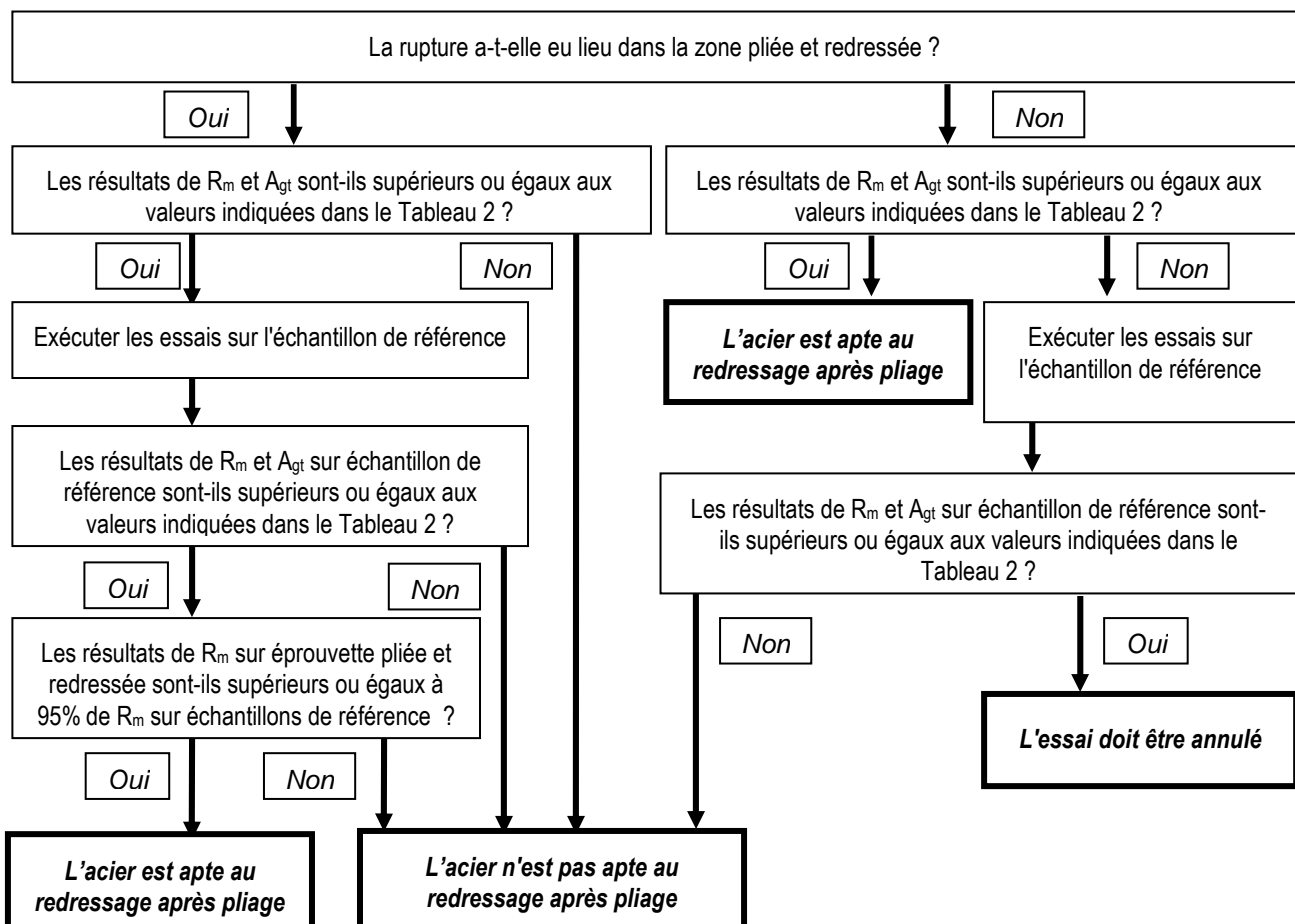 La rupture a-t-elle eu lieu dans la zone pliée et redressée ?
Oui
Non
Les résultats de Rm et Agt sont-ils supérieurs ou égaux aux
valeurs indiquées dans le Tableau 2 ?
Les résultats de Rm et Agt sont-ils supérieurs ou égaux aux
valeurs indiquées dans le Tableau 2 ?
Oui
Non
Oui
Non
Exécuter les essais sur l'échantillon de référence
L'acier est apte au
redressage après pliage
Exécuter les essais sur
l'échantillon de référence
Les résultats de Rm et Agt sur échantillon de
référence sont-ils supérieurs ou égaux aux
valeurs indiquées dans le Tableau 2 ?
Les résultats de Rm et Agt sur échantillon de référence sont-
ils supérieurs ou égaux aux valeurs indiquées dans le
Tableau 2 ?
Oui
Non
Non
Oui
Les résultats de Rm sur éprouvette pliée et
redressée sont-ils supérieurs ou égaux à
95% de Rm sur échantillons de référence ?
L'essai doit être annulé
Oui
Non
L'acier est apte au
redressage après pliage
L'acier n'est pas apte au
redressage après pliage